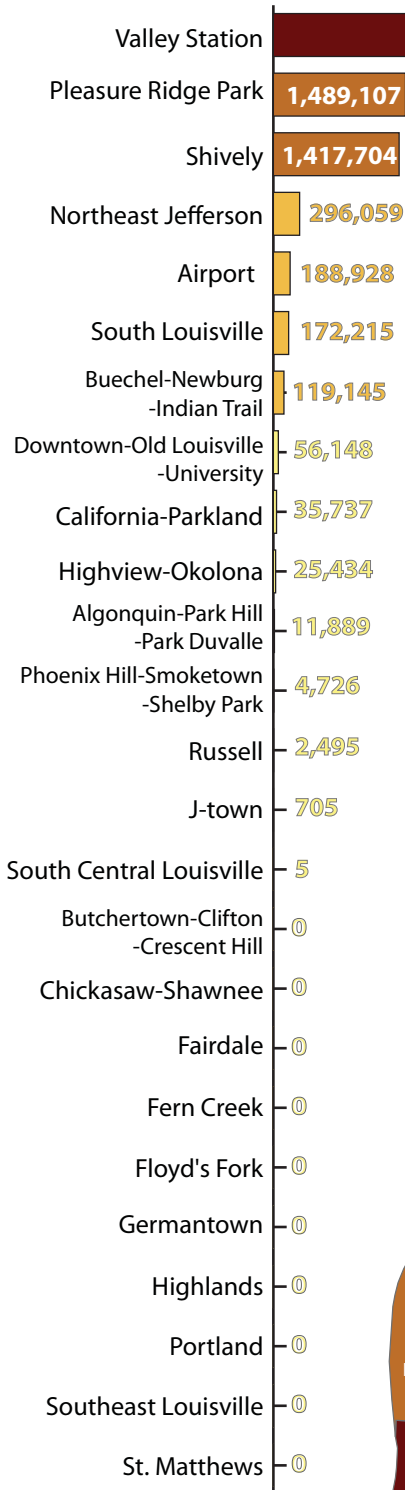 Valley Station
Pleasure Ridge Park 1,489,107
Shively 1,417,704
Northeast Jefferson 296,059
Airport 188,928
South Louisville 172,215
Buechel-Newburg
-Indian Trail 119,145
Downtown-Old Louisville
-University 56,148
California-Parkland 35,737
Highview-Okolona 25,434
Algonquin-Park Hill
-Park Duvalle 11,889
Phoenix Hill-Smoketown
-Shelby Park 4,726
Russell 2,495
J-town 705
South Central Louisville 5
Butchertown-Clifton
-Crescent Hill 0
Chickasaw-Shawnee 0
Fairdale 0
Fern Creek 0
Floyd's Fork 0
Germantown 0
Highlands 0
Portland 0
Southeast Louisville 0
St. Matthews 0